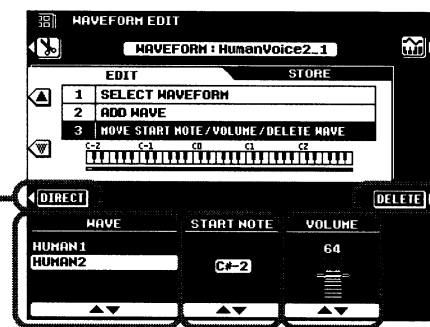 WAVEFORM EDIT
WAVEFORM : HumanVoice2_1
EDIT STORE
1 SELECT WAVEFORM
2 ADD WAVE
3 MOVE START NOTE/VOLUME/DELETE WAVE
C-2 C-1 C0 C1 C2
DIRECT DELETE
WAVE START NOTE VOLUME
HUMAN1 64
HUMAN2 C#-2